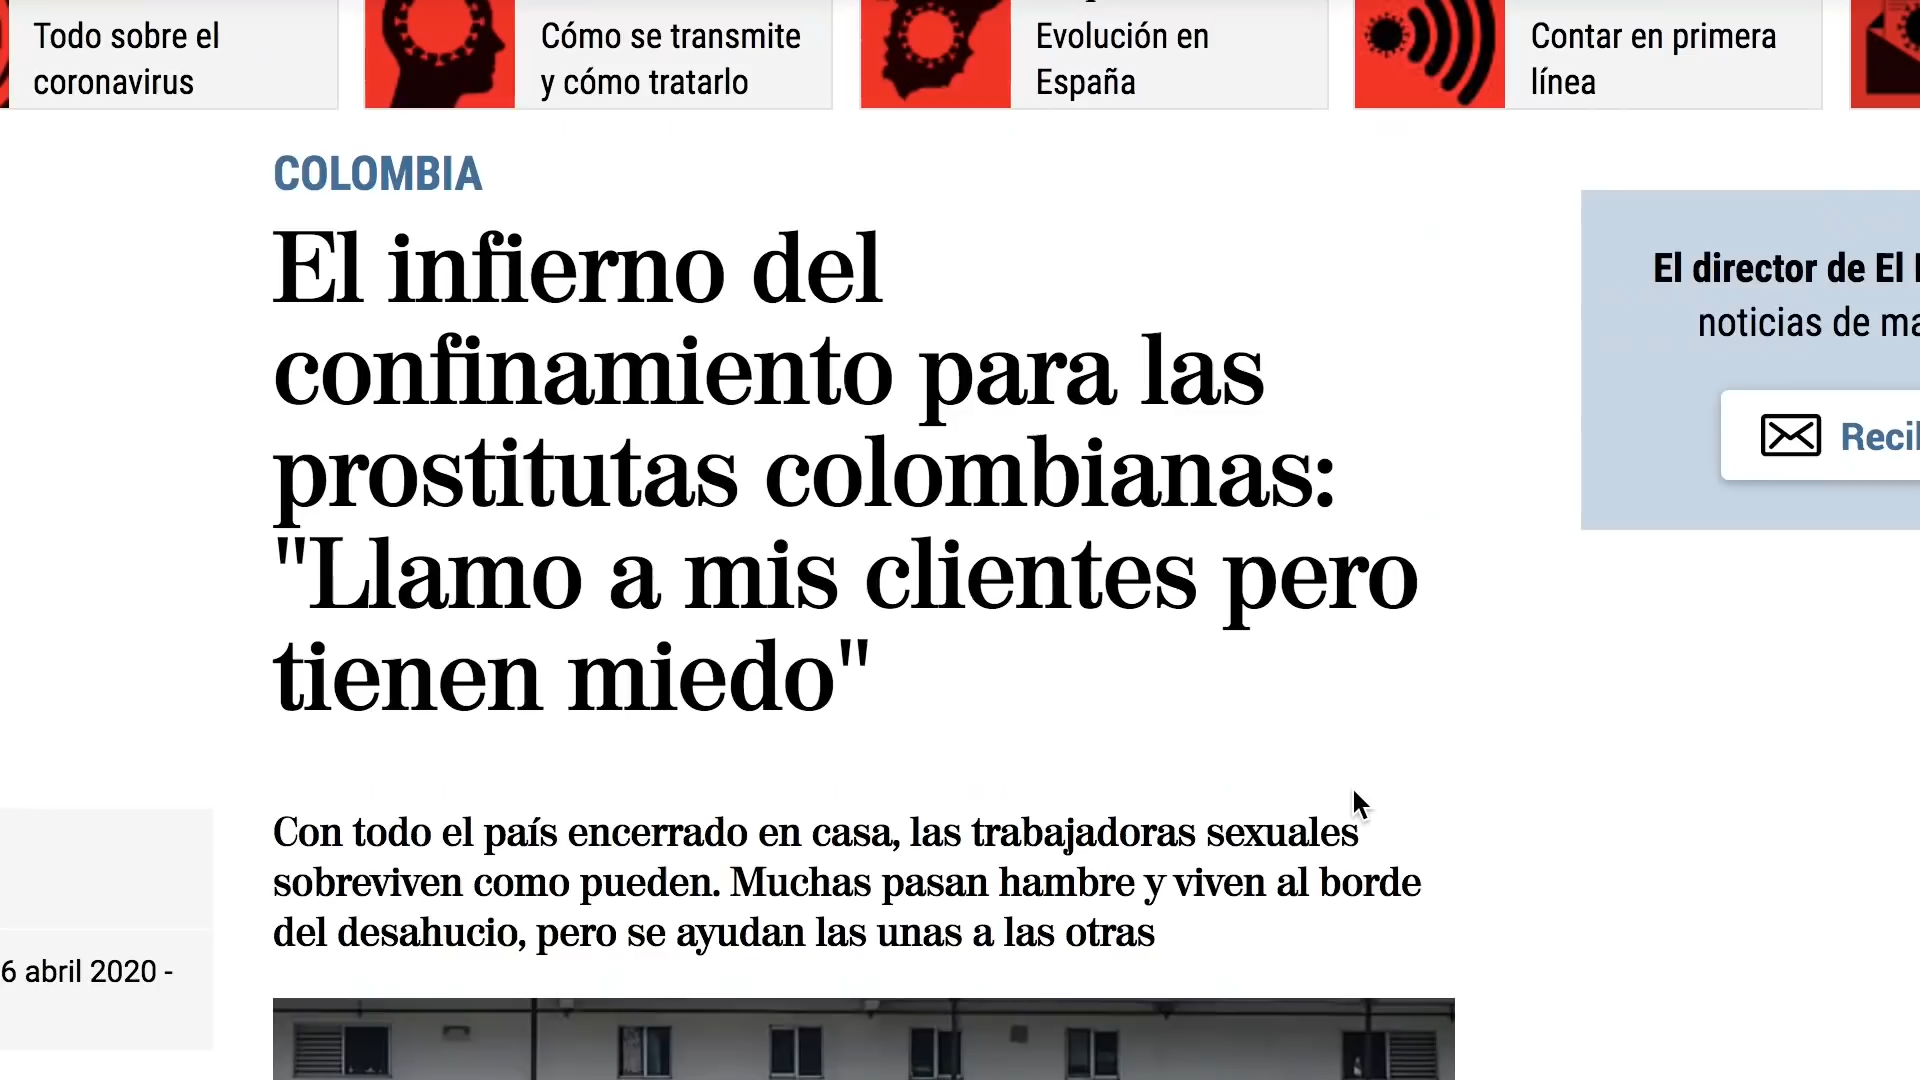 Todo sobre el
coronavirus
Cómo se transmite
y cómo tratarlo
Evolución en
España
Contar en primera
línea
COLOMBIA
El infierno del
confinamiento para las
prostitutas colombianas:
"Llamo a mis clientes pero
tienen miedo"
Con todo el país encerrado en casa, las trabajadoras sexuales
sobreviven como pueden. Muchas pasan hambre y viven al borde
del desahucio, pero se ayudan las unas a las otras
6 abril 2020 -
El director de El
noticias de